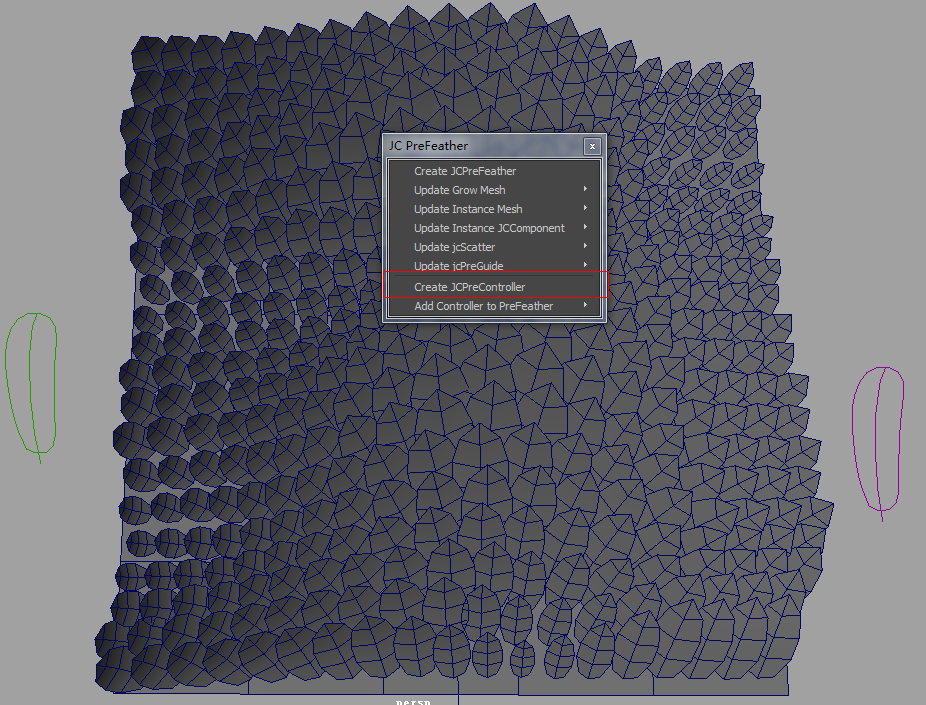 JC PreFeather
Create JCPreFeather
Update Grow Mesh
Update Instance Mesh
Update Instance JCComponent
Update jcScatter
Update jcPreGuide
Create JCPreController
Add Controller to PreFeather
persp